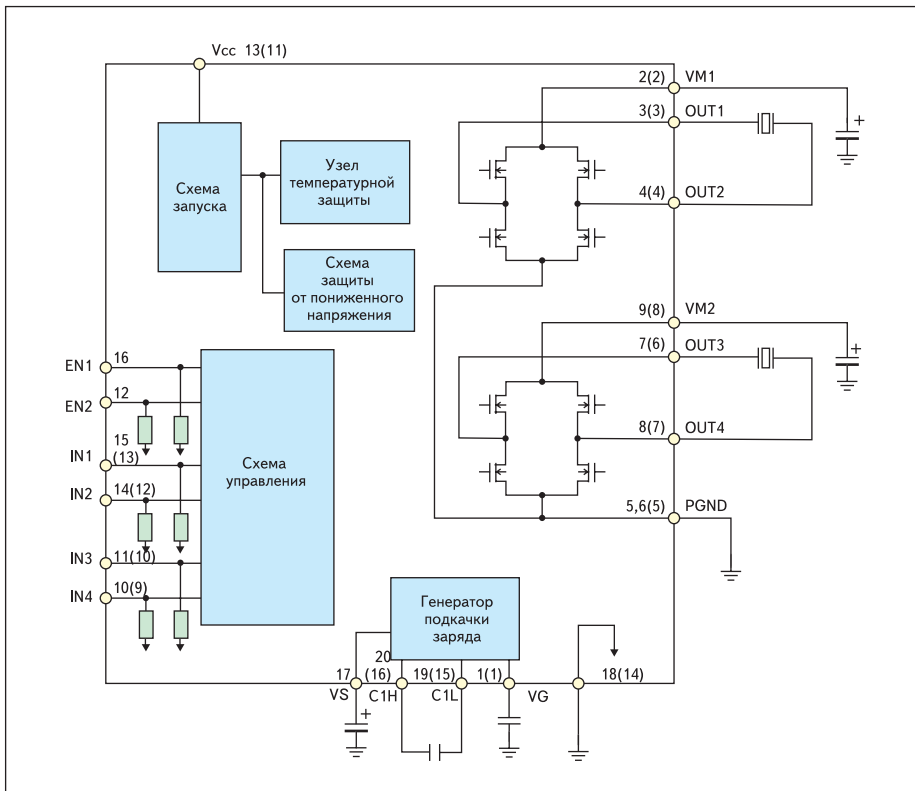 Vcc 13(11)
2(2) VM1
3(3) OUT1
4(4) OUT2
Схема
запуска
Узел
температурной
защиты
Схема
защиты
от пониженного
напряжения
9(8) VM2
7(6) OUT3
8(7) OUT4
5,6(5) PGND
EN1 16
EN2 12
IN1 15
(13)
IN2 14(12)
IN3 11(10)
IN4 10(9)
Схема
управления
Генератор
подкачки
заряда
17 VS
20
(16) C1H
19(15) C1L
1(1) VG
18(14)
+
+
+